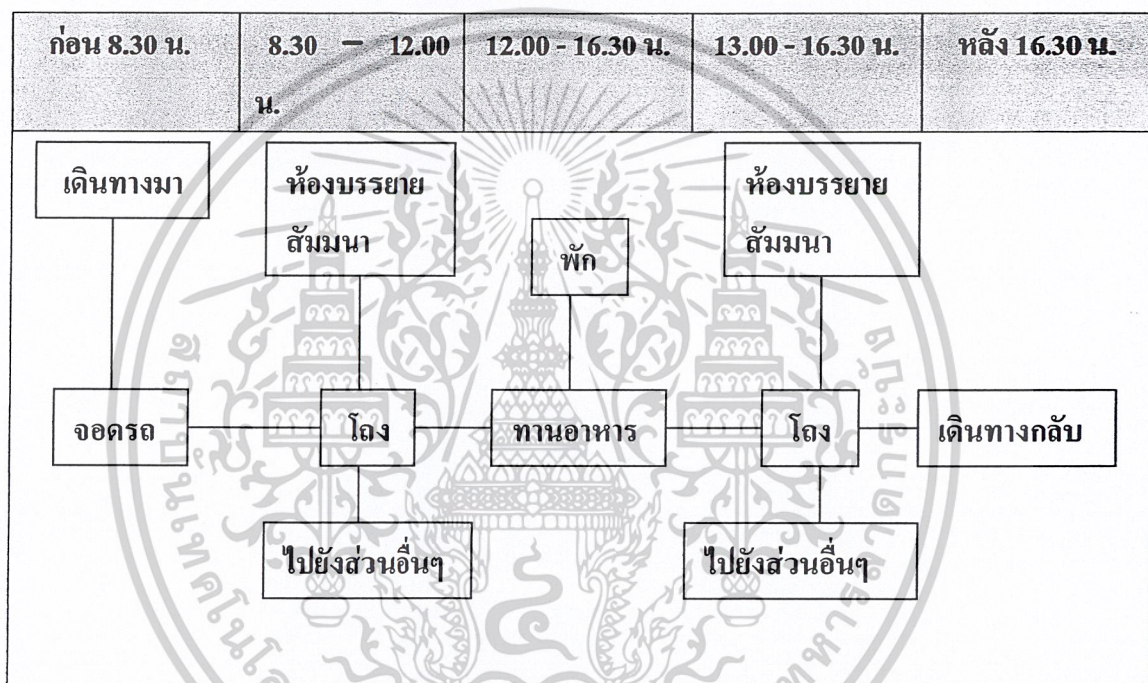 ก่อน 8.30 น.
8.30 – 12.00
น.
12.00 - 16.30 น.
13.00 - 16.30 น.
หลัง 16.30 น.
เดินทางมา
ห้องบรรยาย
สัมมนา
พัก
ห้องบรรยาย
สัมมนา
จอดรถ
โถง
ทานอาหาร
โถง
เดินทางกลับ
ไปยังส่วนอื่นๆ
ไปยังส่วนอื่นๆ